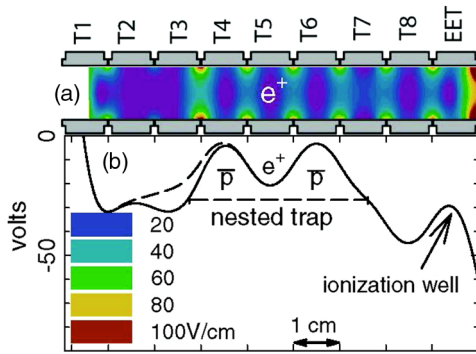 T1 T2 T3 T4 T5 T6 T7 T8 EET
(a) e+
0
(b)
p̅ e+ p̅
nested trap
volts
-50
20
40
60
80
100V/cm
ionization well
1 cm